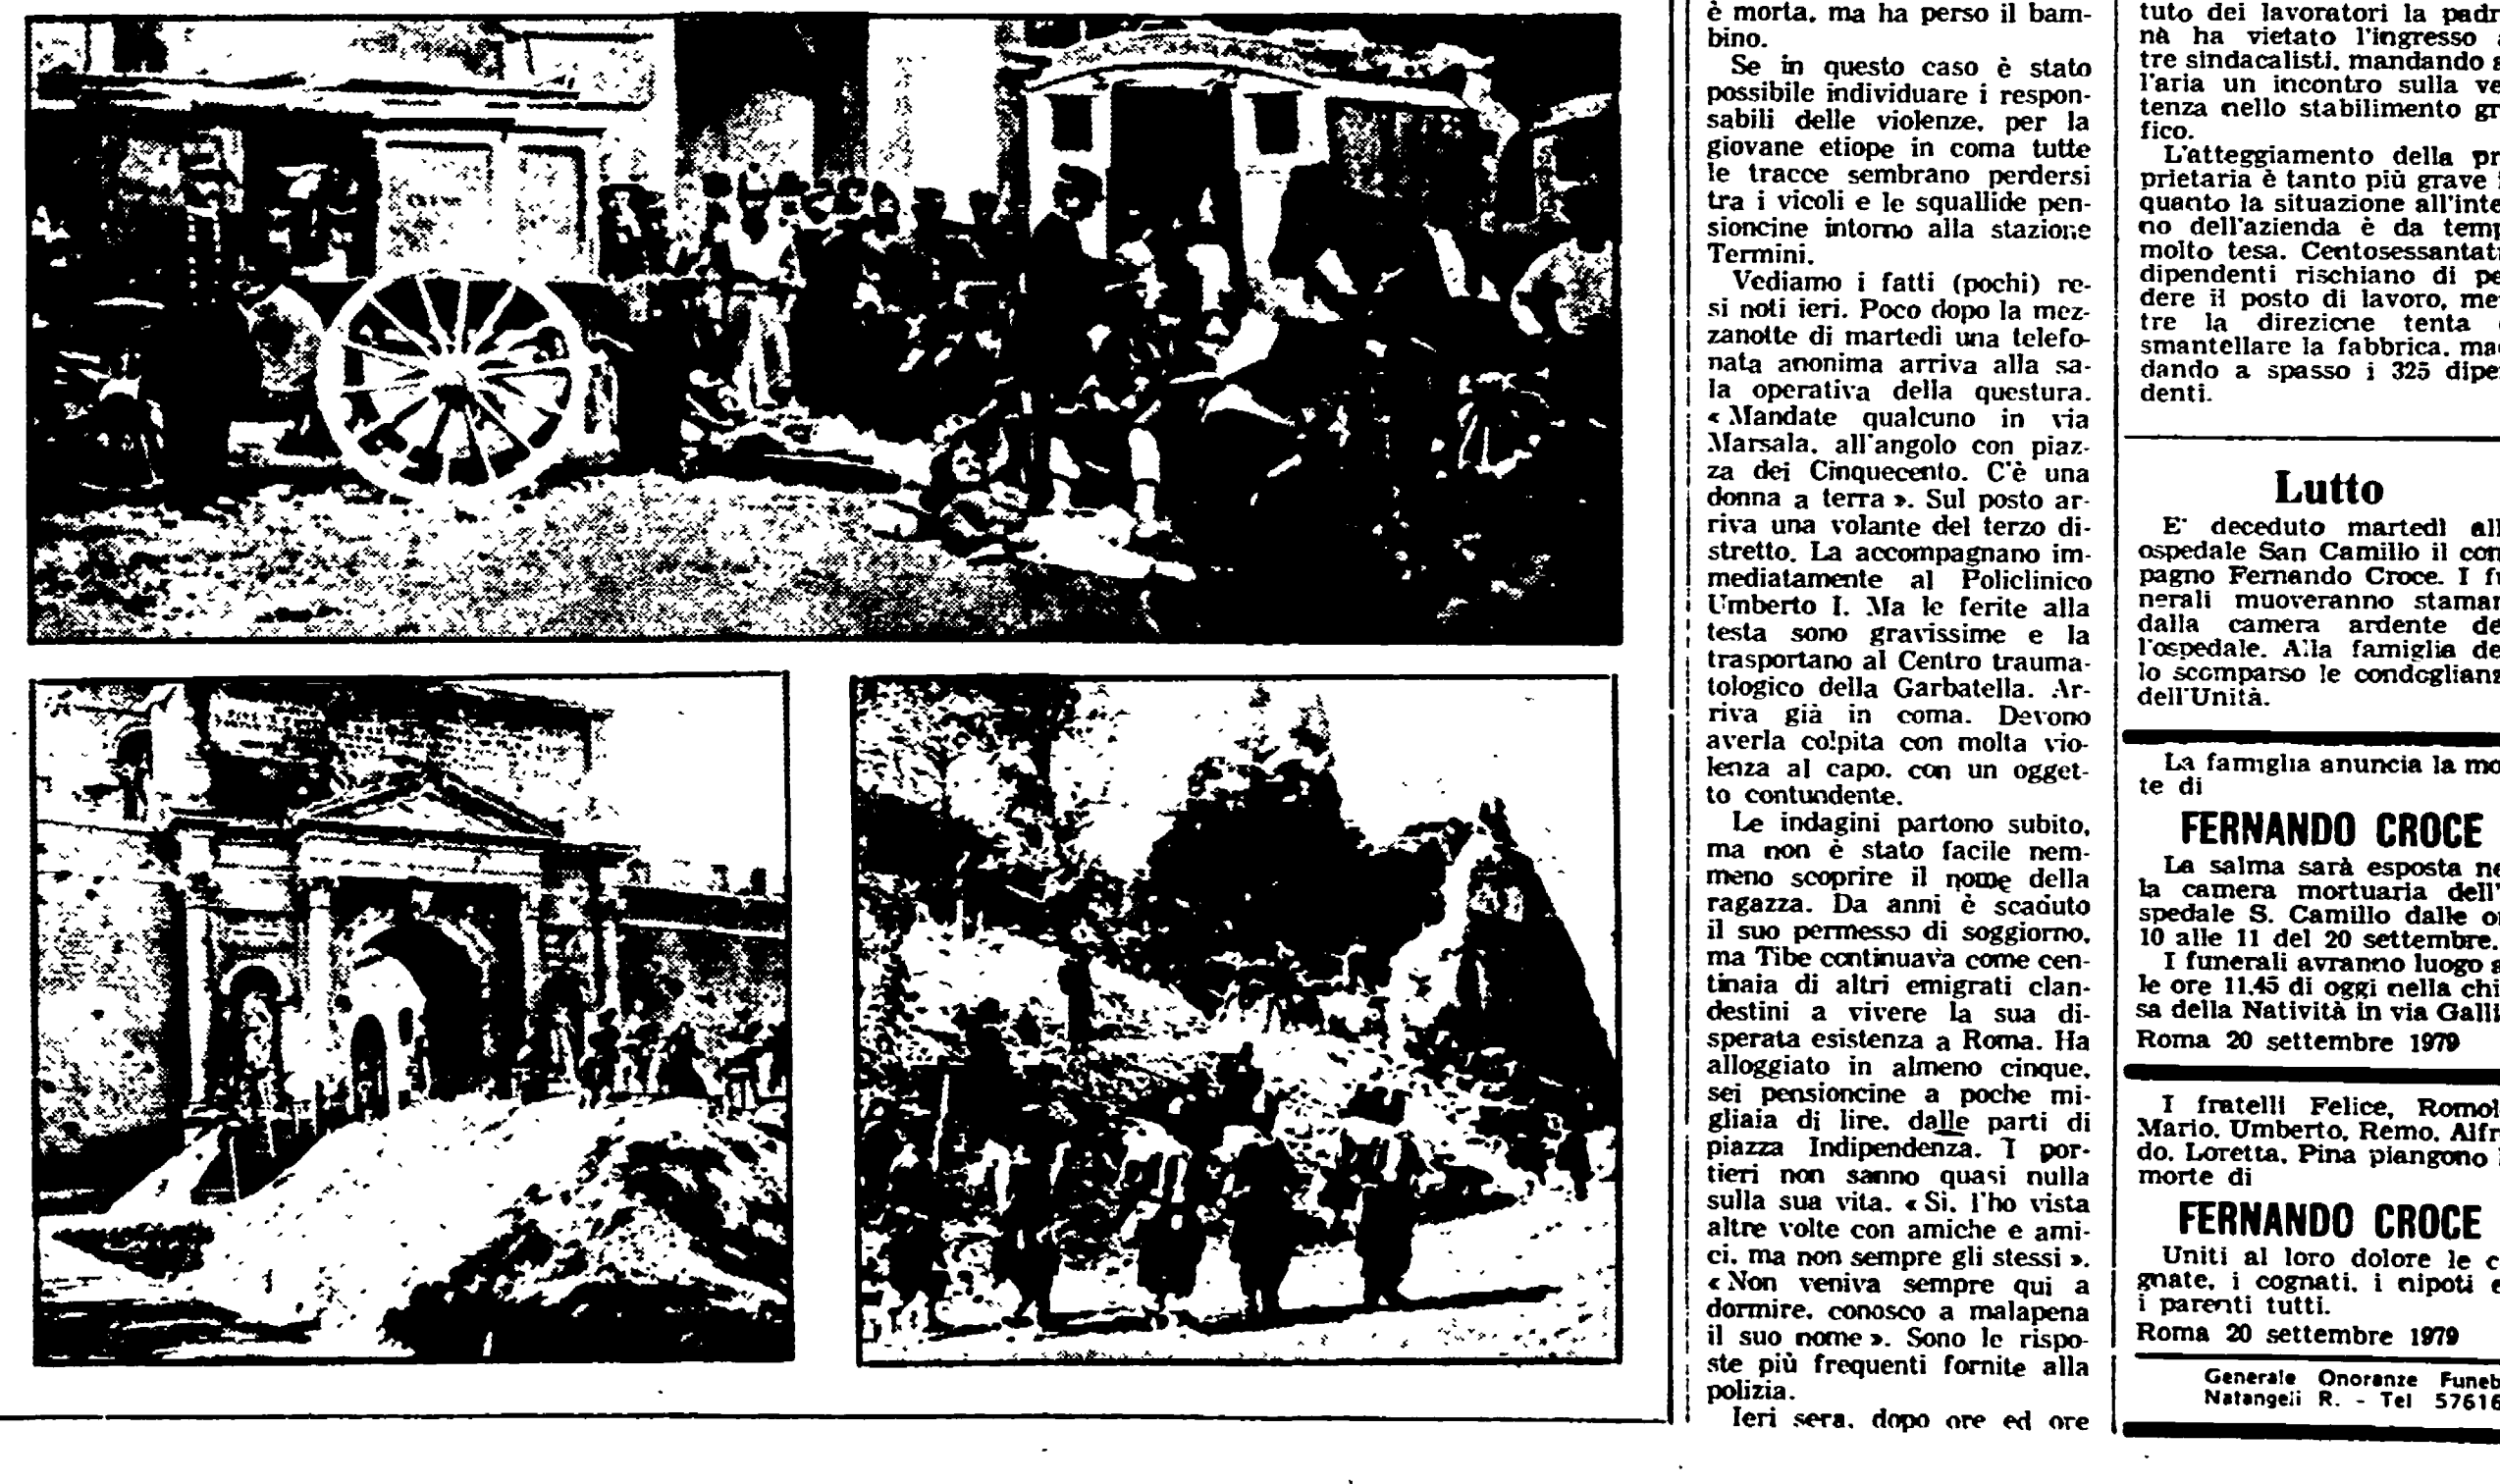 è morta, ma ha perso il bam-
bino.
Se in questo caso è stato
possibile individuare i respon-
sabili delle violenze, per la
giovane etiope in coma tutte
le tracce sembrano perdersi
tra i vicoli e le squallide pen-
sioncine intorno alla stazione
Termini.
Vediamo i fatti (pochi) re-
si noti ieri. Poco dopo la mez-
zanotte di martedì una telefo-
nata anonima arriva alla sa-
la operativa della questura.
« Mandate qualcuno in via
Marsala, all'angolo con piaz-
za dei Cinquecento. C'è una
donna a terra ». Sul posto ar-
riva una volante del terzo di-
stretto. La accompagnano im-
mediatamente al Policlinico
Umberto I. Ma le ferite alla
testa sono gravissime e la
trasportano al Centro trauma-
tologico della Garbatella. Ar-
riva già in coma. Devono
averla colpita con molta vio-
lenza al capo, con un ogget-
to contundente.
Le indagini partono subito,
ma non è stato facile nem-
meno scoprire il nome della
ragazza. Da anni è scaduto
il suo permesso di soggiorno,
ma Tibe continuava come cen-
tinaia di altri emigrati clan-
destini a vivere la sua di-
sperata esistenza a Roma. Ha
alloggiato in almeno cinque,
sei pensioncine a poche mi-
gliaia di lire, dalle parti di
piazza Indipendenza. I por-
tieri non sanno quasi nulla
sulla sua vita. « Si, l'ho vista
altre volte con amiche e ami-
ci, ma non sempre gli stessi ».
« Non veniva sempre qui a
dormire, conosco a malapena
il suo nome ». Sono le rispo-
ste più frequenti fornite alla
polizia.
Ieri sera, dopo ore ed ore
tuto dei lavoratori la padr
nà ha vietato l'ingresso a
tre sindacalisti, mandando a
l'aria un incontro sulla ve
tenza nello stabilimento gr
fico.
L'atteggiamento della pr
prietaria è tanto più grave
quanto la situazione all'inte
no dell'azienda è da temp
molto tesa. Centosessantat
dipendenti rischiano di pe
dere il posto di lavoro, me
tre la direzione tenta
smantellare la fabbrica, ma
dando a spasso i 325 dipe
denti.
Lutto
E' deceduto martedì all
ospedale San Camillo il com
pagno Fernando Croce. I fu
nerali muoveranno staman
dalla camera ardente de
l'ospedale. Alla famiglia de
lo scomparso le condoglianz
dell'Unità.
La famiglia anuncia la mo
te di
FERNANDO CROCE
La salma sarà esposta ne
la camera mortuaria dell'
spedale S. Camillo dalle or
10 alle 11 del 20 settembre.
I funerali avranno luogo a
le ore 11,45 di oggi nella chi
sa della Natività in via Galli
Roma 20 settembre 1979
I fratelli Felice, Romol
Mario, Umberto, Remo, Alfr
do, Loretta, Pina piangono
morte di
FERNANDO CROCE
Uniti al loro dolore le c
gnate, i cognati, i nipoti e
i parenti tutti.
Roma 20 settembre 1979
Generale Onoranze Funeb
Natangeli R. - Tel 57616